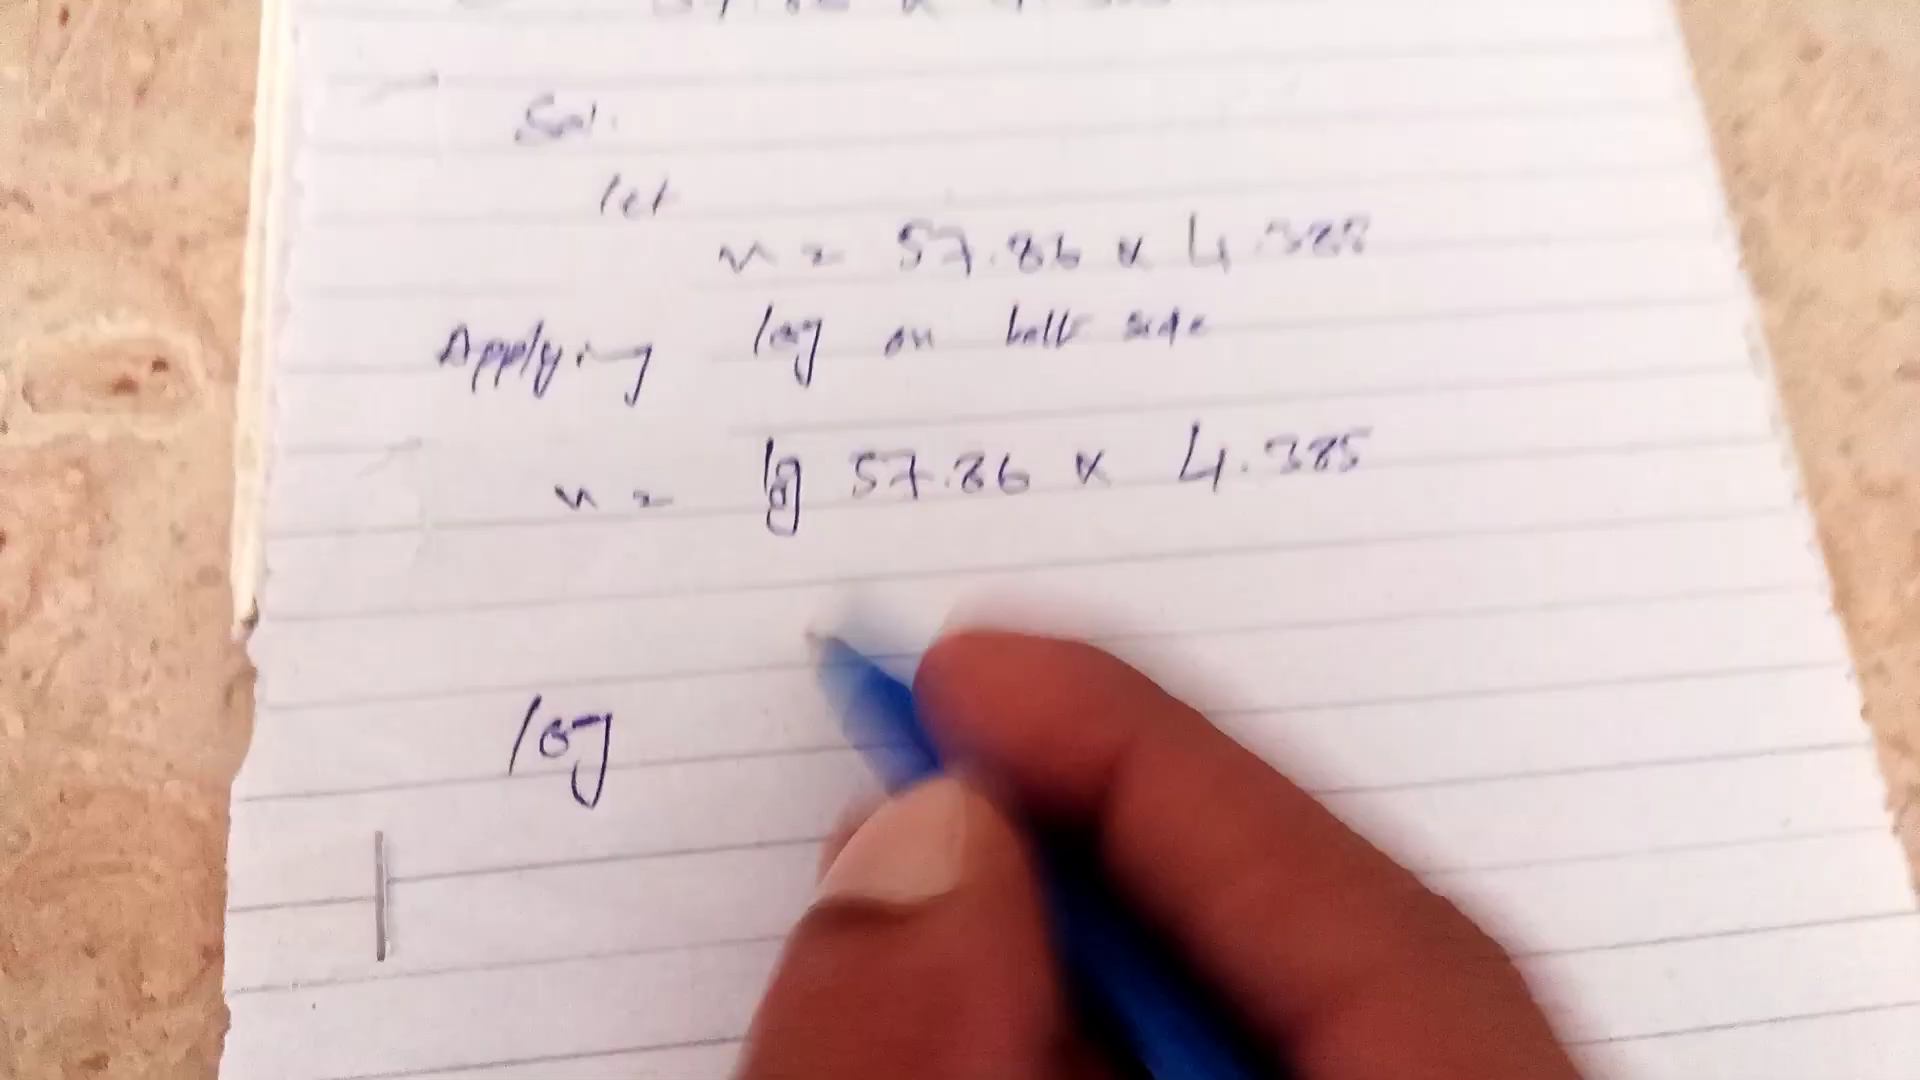 Sol.
let
x = 57.86 x 4.385
Applying log on both side
x = log 57.86 x 4.385
log